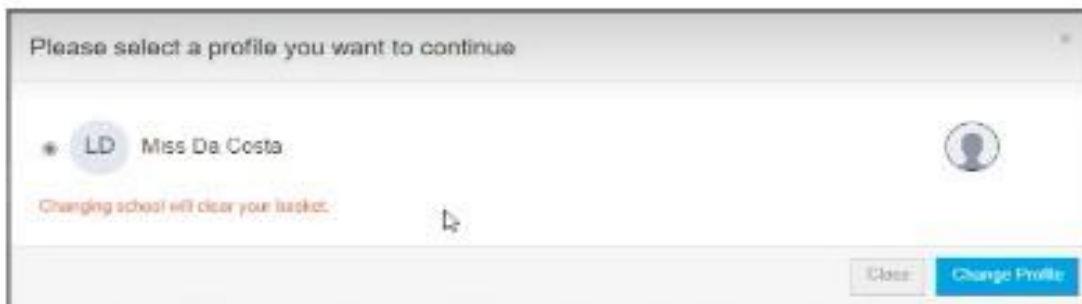 Please select a profile you want to continue
LD Miss Da Costa
Changing school will clear your basket.
Close Change Profile